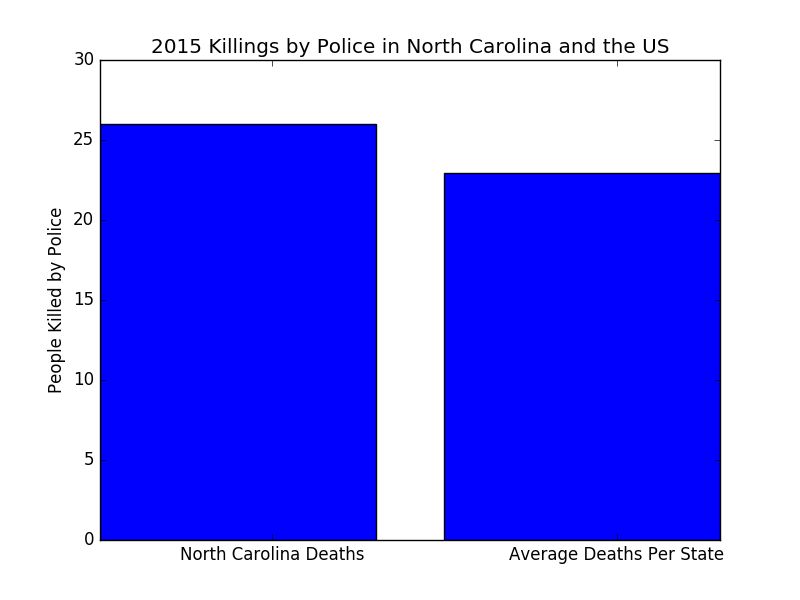 2015 Killings by Police in North Carolina and the US
People Killed by Police
30
25
20
15
10
5
0
North Carolina Deaths
Average Deaths Per State